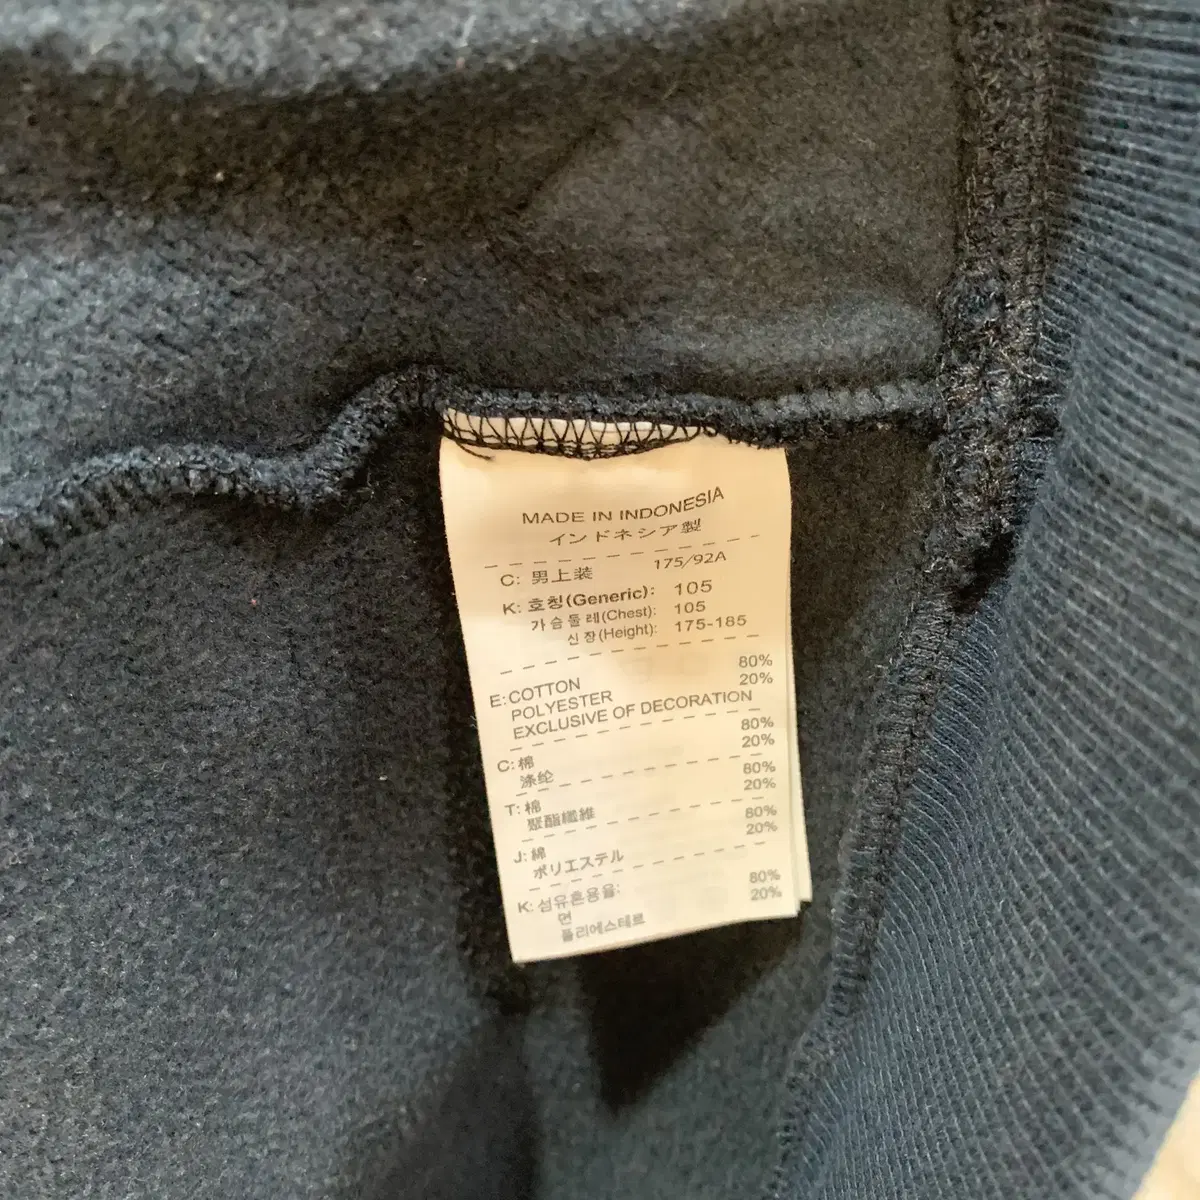 MADE IN INDONESIA
インドネシア製
C: 男上装 175/92A
K: 호칭(Generic): 105
가슴둘레(Chest): 105
신장(Height): 175-185
E: COTTON 80%
POLYESTER 20%
EXCLUSIVE OF DECORATION
C: 棉 80%
涤纶 20%
T: 棉 80%
聚酯纖維 20%
J: 綿 80%
ポリエステル 20%
K: 섬유혼용율:
면 80%
폴리에스테르 20%